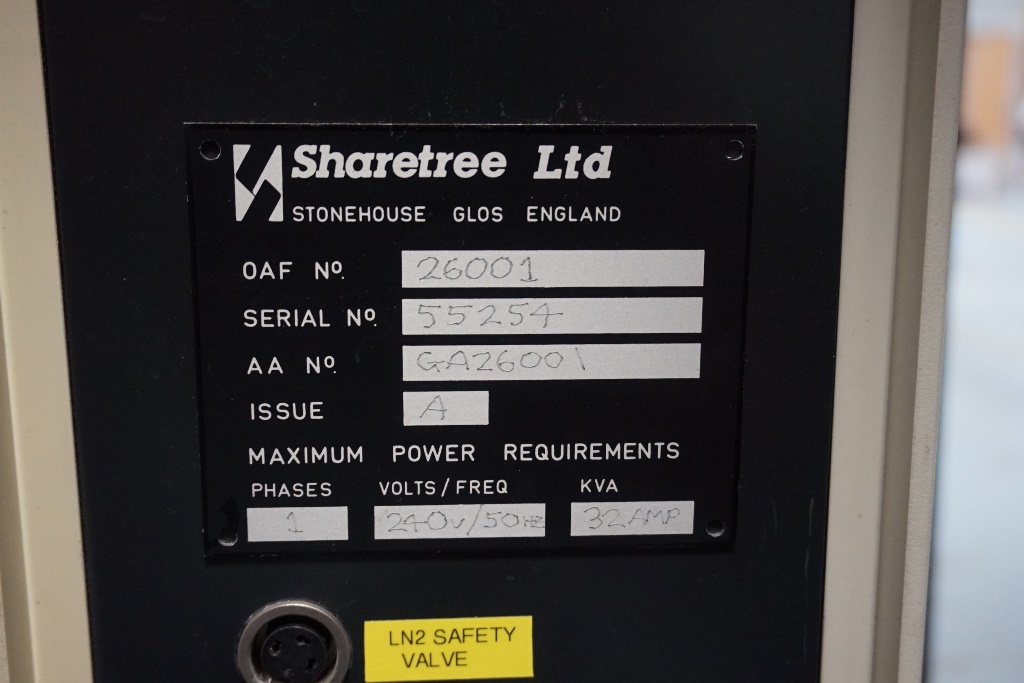 Sharetree Ltd
STONEHOUSE GLOS ENGLAND
OAF Nº. 26001
SERIAL Nº. 55254
AA Nº. GA26001
ISSUE A
MAXIMUM POWER REQUIREMENTS
PHASES VOLTS/FREQ KVA
1 240v/50HZ 32AMP
LN2 SAFETY
VALVE